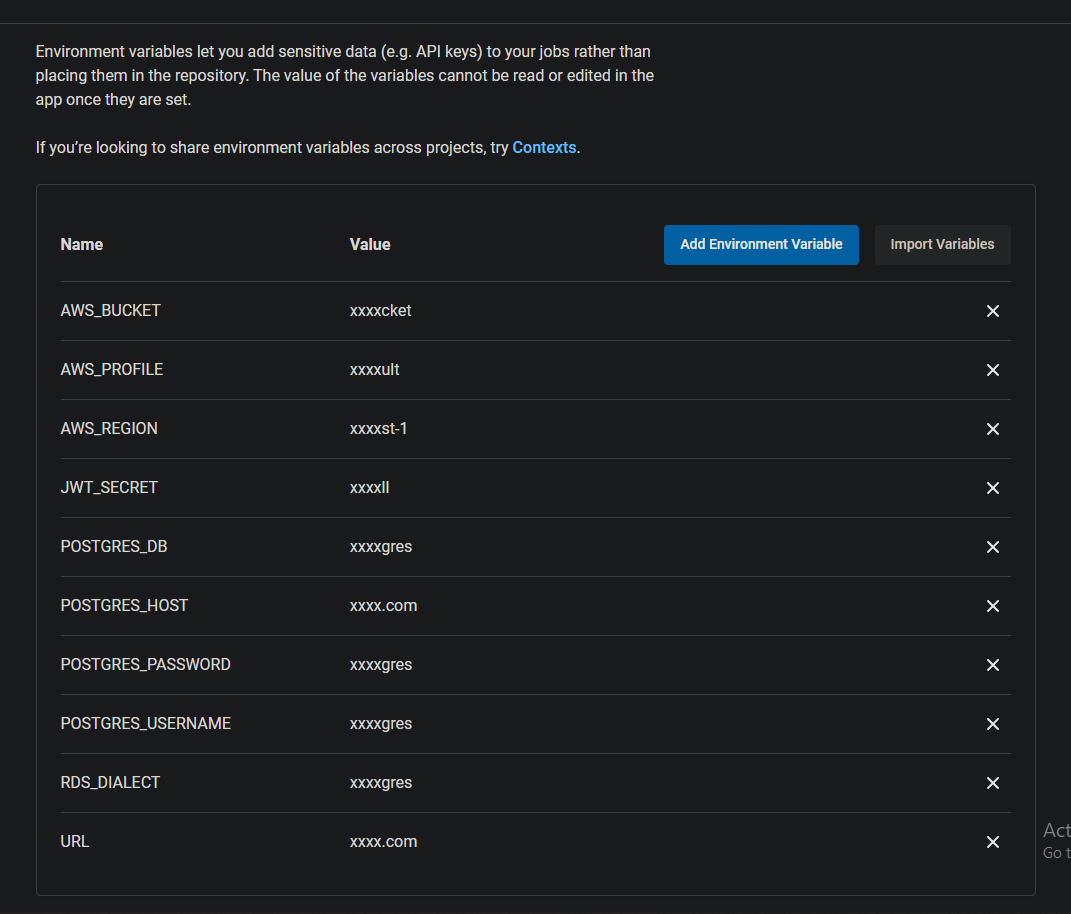 Environment variables let you add sensitive data (e.g. API keys) to your jobs rather than
placing them in the repository. The value of the variables cannot be read or edited in the
app once they are set.
If you’re looking to share environment variables across projects, try Contexts.
Name Value Add Environment Variable Import Variables
AWS_BUCKET xxxxcket
AWS_PROFILE xxxxult
AWS_REGION xxxxst-1
JWT_SECRET xxxxll
POSTGRES_DB xxxxgres
POSTGRES_HOST xxxx.com
POSTGRES_PASSWORD xxxxgres
POSTGRES_USERNAME xxxxgres
RDS_DIALECT xxxxgres
URL xxxx.com
Act
Go t